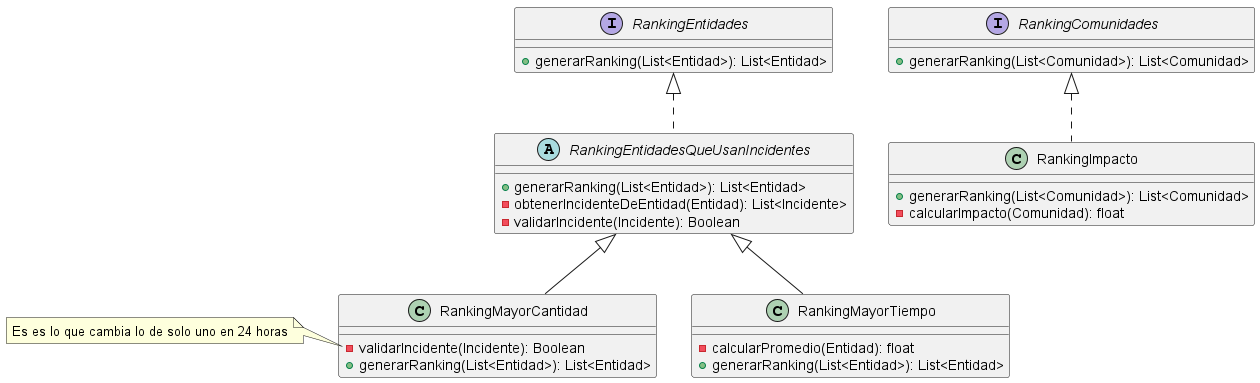 I RankingEntidades
generarRanking(List<Entidad>): List<Entidad>
I RankingComunidades
generarRanking(List<Comunidad>): List<Comunidad>
A RankingEntidadesQueUsanIncidentes
generarRanking(List<Entidad>): List<Entidad>
obtenerIncidenteDeEntidad(Entidad): List<Incidente>
validarIncidente(Incidente): Boolean
C RankingImpacto
generarRanking(List<Comunidad>): List<Comunidad>
calcularImpacto(Comunidad): float
Es es lo que cambia lo de solo uno en 24 horas
C RankingMayorCantidad
validarIncidente(Incidente): Boolean
generarRanking(List<Entidad>): List<Entidad>
C RankingMayorTiempo
calcularPromedio(Entidad): float
generarRanking(List<Entidad>): List<Entidad>